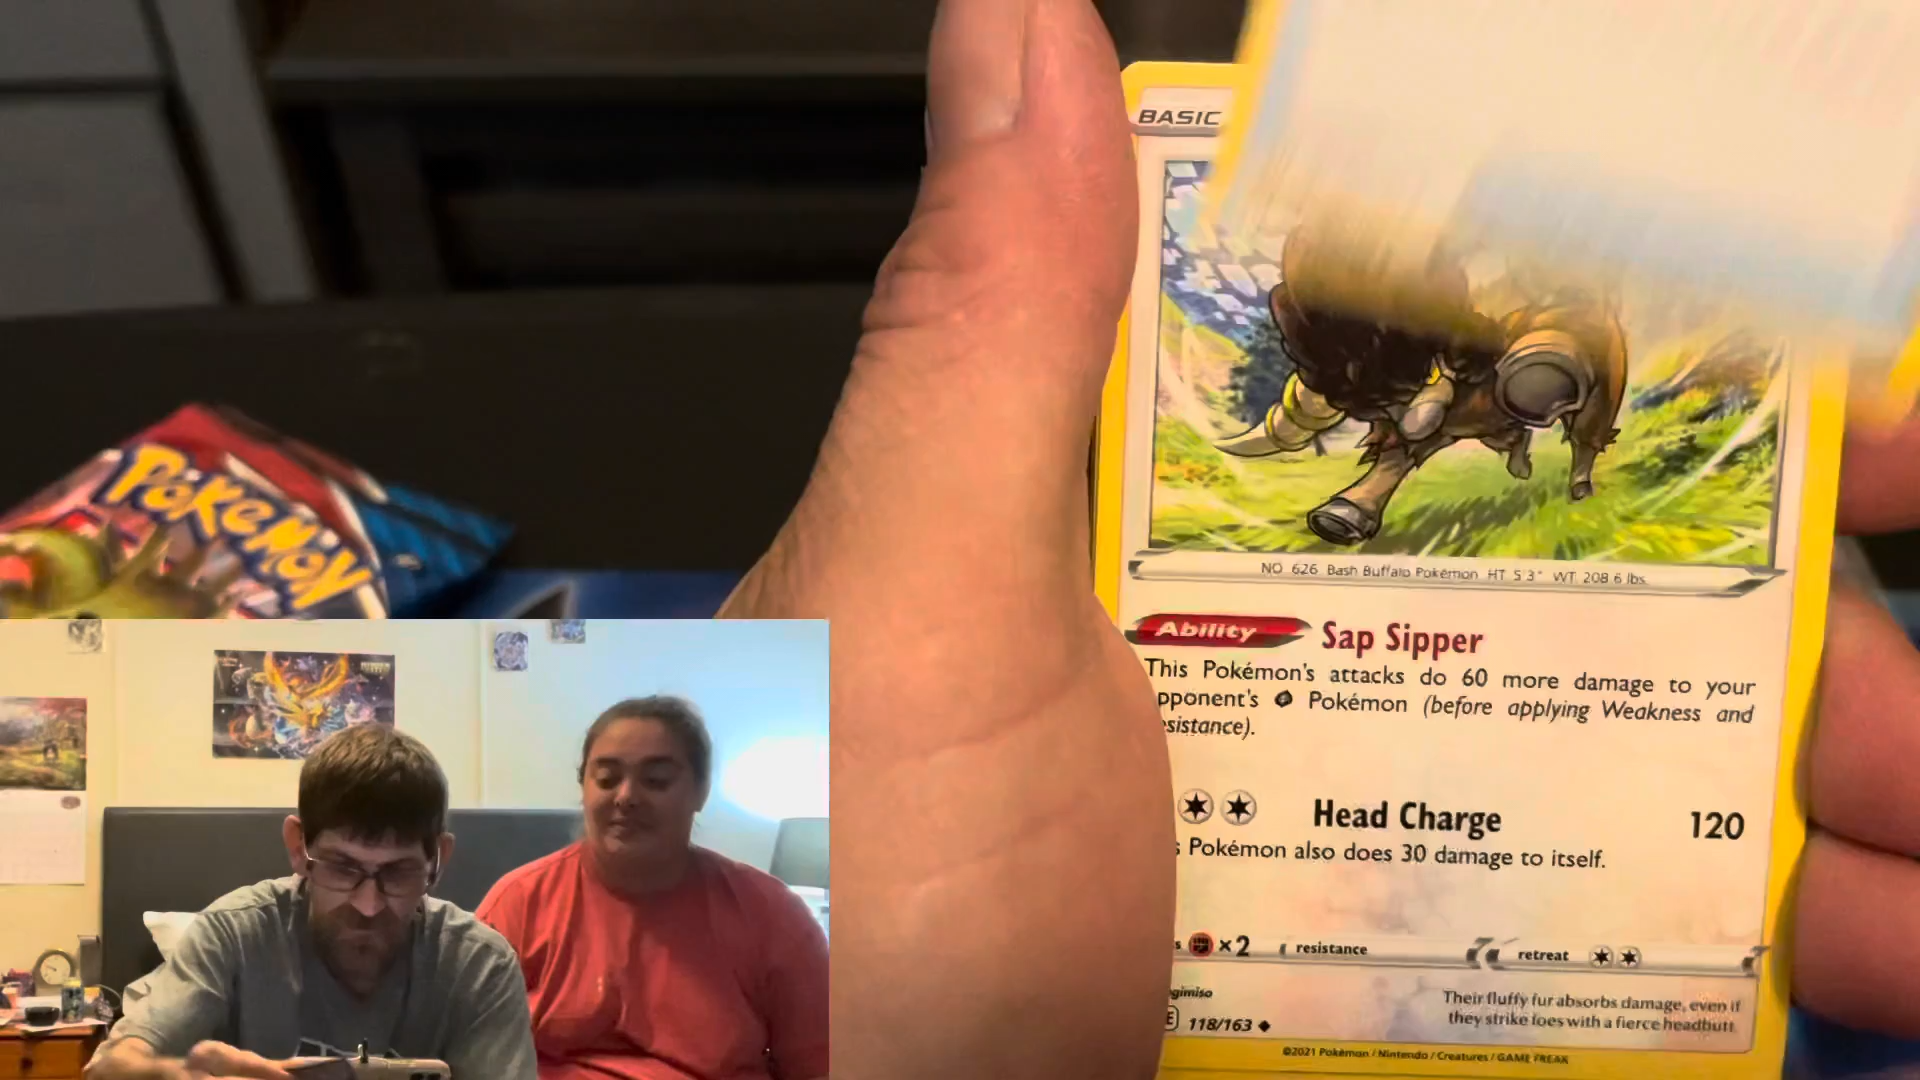 BASIC
POKéMON
NO. 626 Bash Buffalo Pokémon HT 5'3" WT 208.6 lbs.
Ability Sap Sipper
This Pokémon's attacks do 60 more damage to your
pponent's Pokémon (before applying Weakness and
sistance).
Head Charge 120
s Pokémon also does 30 damage to itself.
s ×2 resistance retreat
gimiso
Their fluffy fur absorbs damage, even if
they strike foes with a fierce headbutt.
E 118/163
©2021 Pokémon / Nintendo / Creatures / GAME FREAK